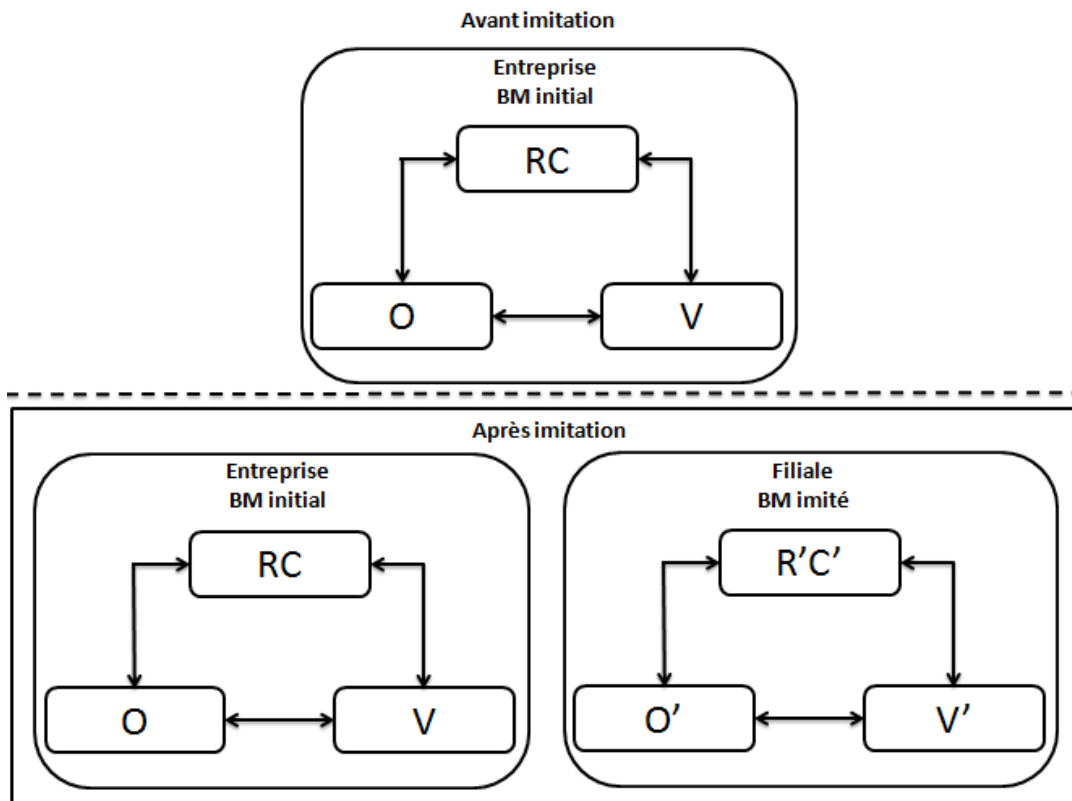 Avant imitation
Entreprise
BM initial
RC
O
V
Après imitation
Entreprise
BM initial
RC
O
V
Filiale
BM imité
R’C’
O’
V’